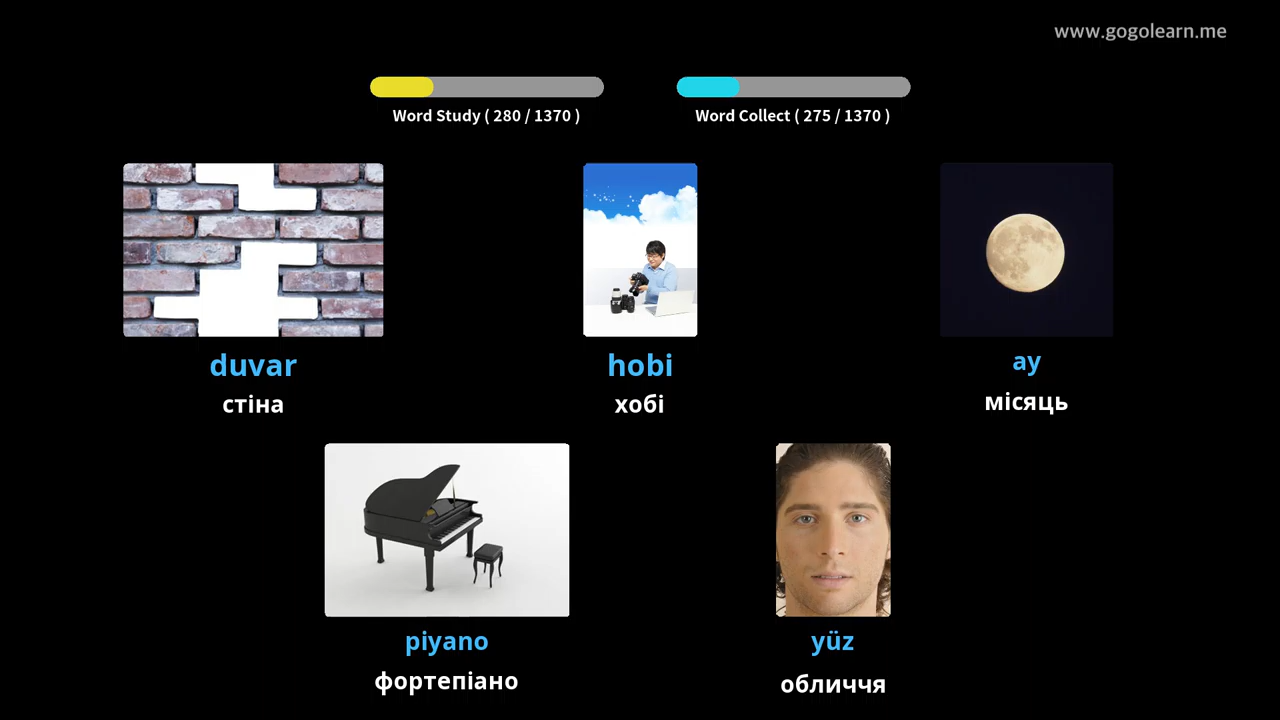 www.gogolearn.me
Word Study ( 280 / 1370 )
Word Collect ( 275 / 1370 )
duvar
стіна
hobi
хобі
ay
місяць
piyano
фортепіано
yüz
обличчя